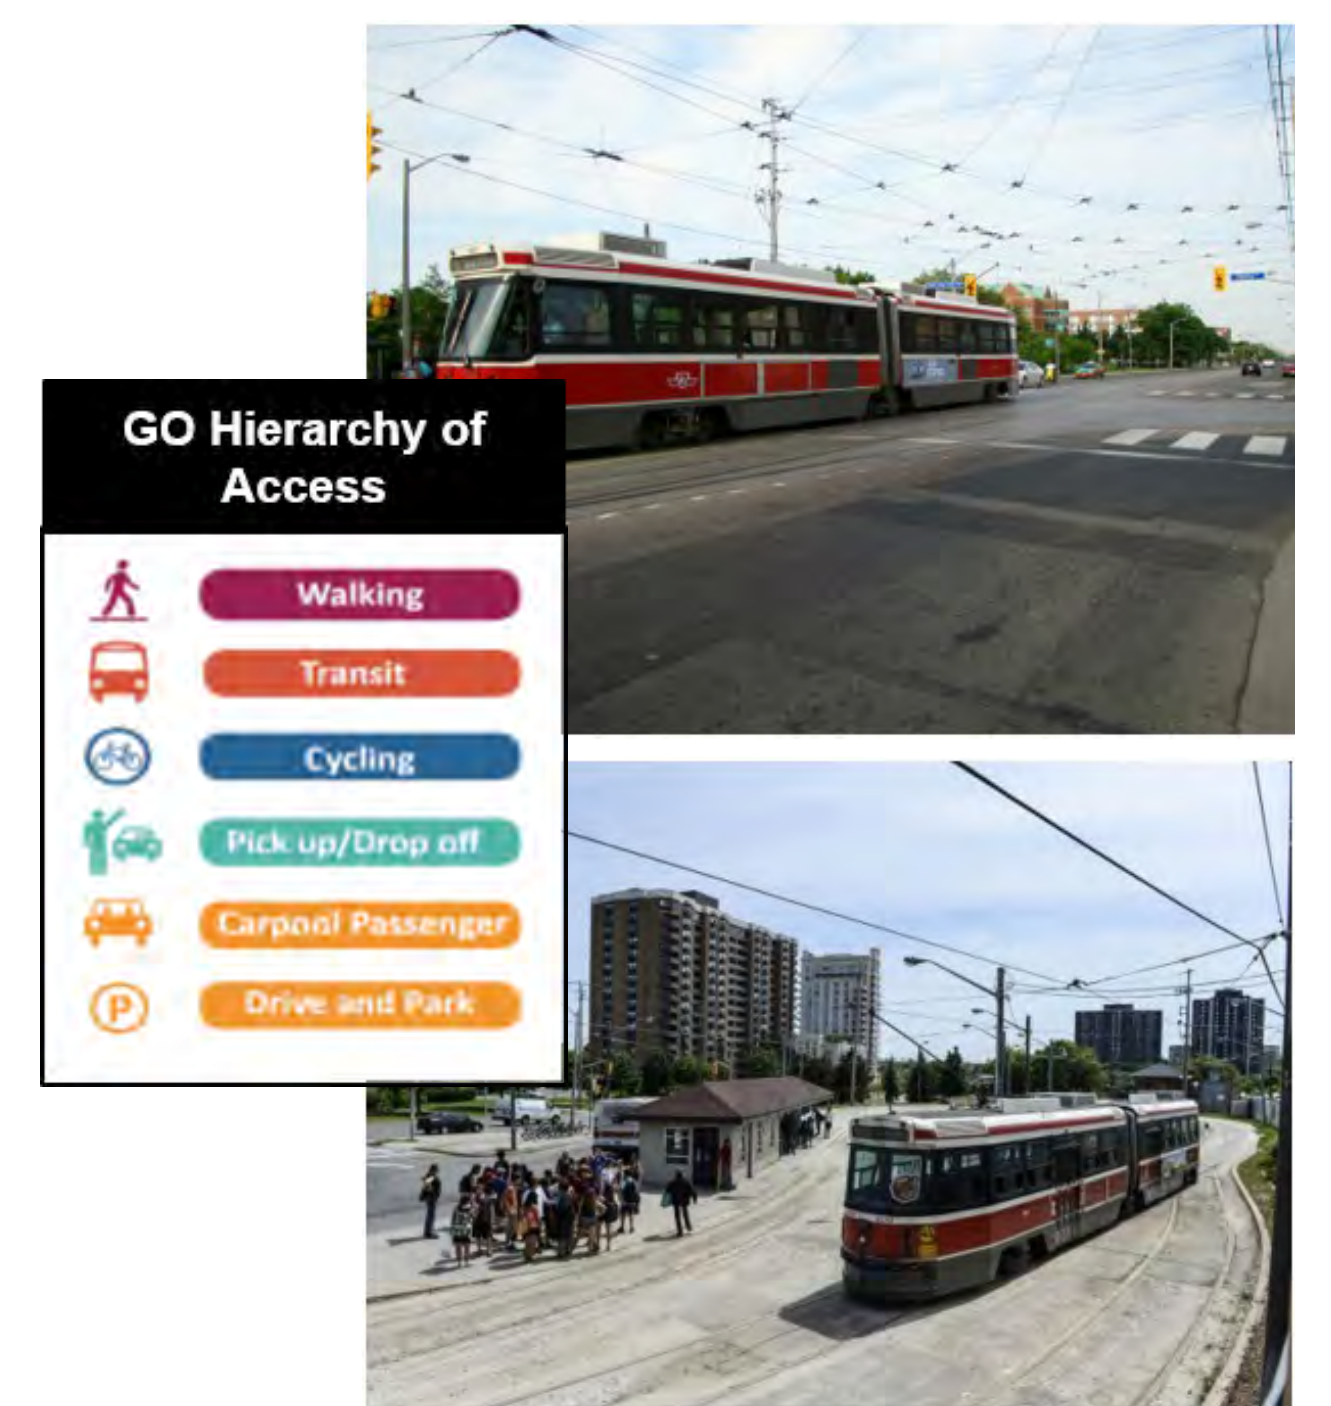 GO Hierarchy of
Access
Walking
Transit
Cycling
Pick up/Drop off
Carpool Passenger
P
Drive and Park